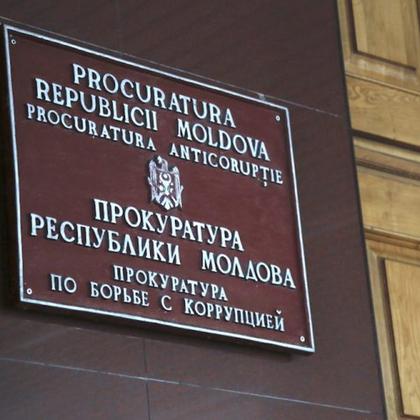 PROCURATURA
REPUBLICII MOLDOVA
PROCURATURA ANTICORUPȚIE
ПРОКУРАТУРА
РЕСПУБЛИКИ МОЛДОВА
ПРОКУРАТУРА
ПО БОРЬБЕ С КОРРУПЦИЕЙ